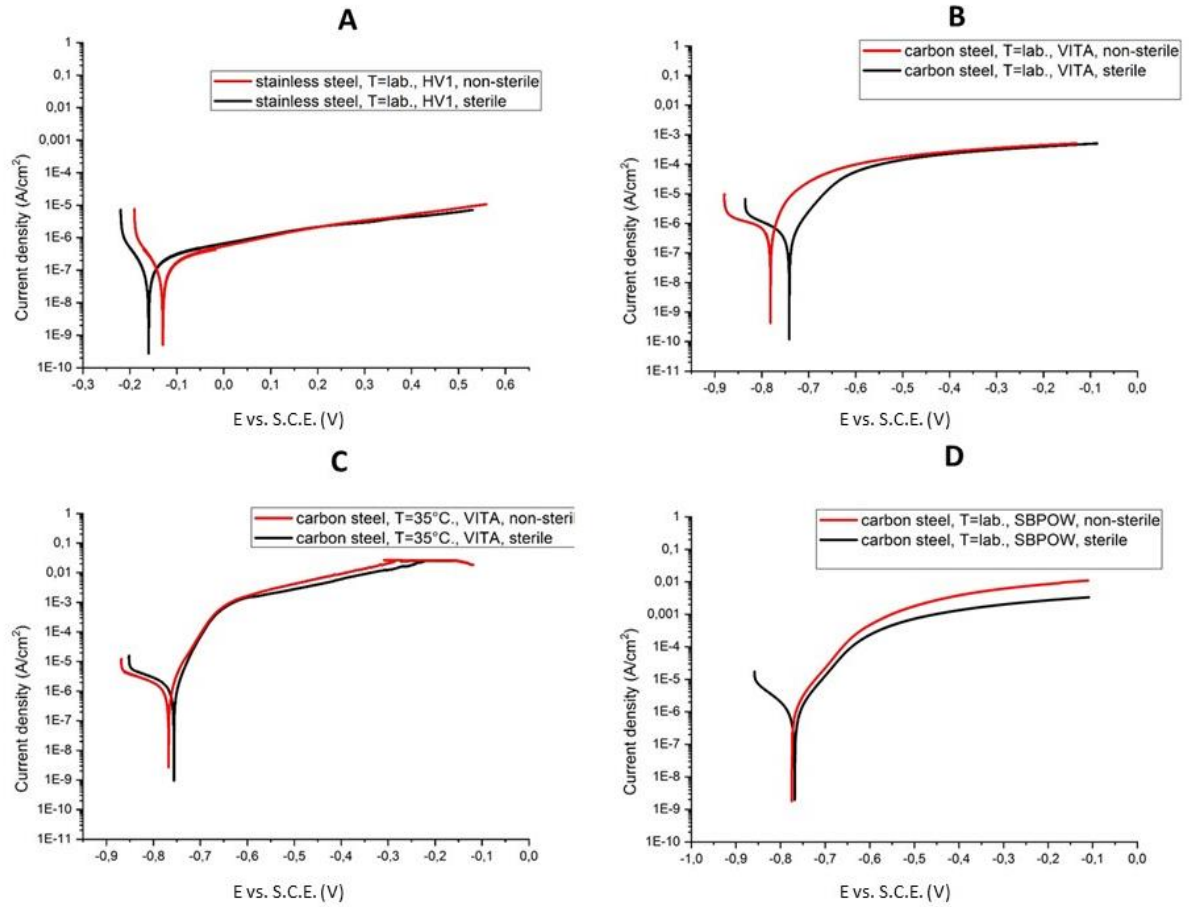 A
stainless steel, T=lab., HV1, non-sterile
stainless steel, T=lab., HV1, sterile
1
0,1
0,01
0,001
1E-4
1E-5
1E-6
1E-7
1E-8
1E-9
1E-10
Current density (A/cm²)
-0,3 -0,2 -0,1 0,0 0,1 0,2 0,3 0,4 0,5 0,6
E vs. S.C.E. (V)
B
carbon steel, T=lab., VITA, non-sterile
carbon steel, T=lab., VITA, sterile
1
0,1
0,01
1E-3
1E-4
1E-5
1E-6
1E-7
1E-8
1E-9
1E-10
1E-11
Current density (A/cm²)
-0,9 -0,8 -0,7 -0,6 -0,5 -0,4 -0,3 -0,2 -0,1 0,0
E vs. S.C.E. (V)
C
carbon steel, T=35°C., VITA, non-steril
carbon steel, T=35°C., VITA, sterile
1
0,1
0,01
1E-3
1E-4
1E-5
1E-6
1E-7
1E-8
1E-9
1E-10
1E-11
Current density (A/cm²)
-0,9 -0,8 -0,7 -0,6 -0,5 -0,4 -0,3 -0,2 -0,1 0,0
E vs. S.C.E. (V)
D
carbon steel, T=lab., SBPOW, non-sterile
carbon steel, T=lab., SBPOW, sterile
1
0,1
0,01
0,001
1E-4
1E-5
1E-6
1E-7
1E-8
1E-9
1E-10
Current density (A/cm²)
-1,0 -0,9 -0,8 -0,7 -0,6 -0,5 -0,4 -0,3 -0,2 -0,1 0,0
E vs. S.C.E. (V)